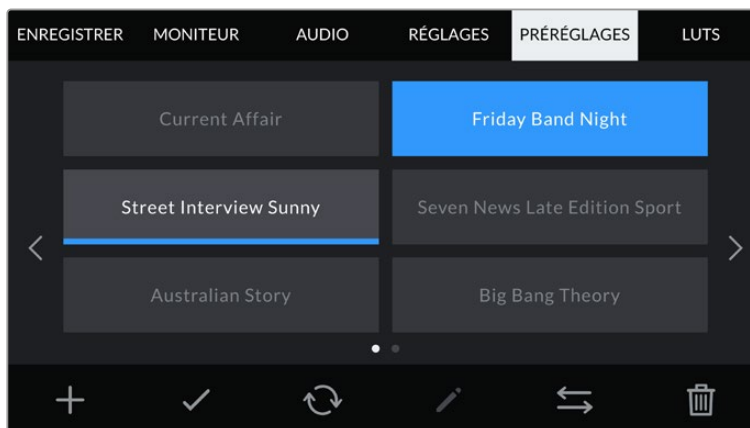 ENREGISTRER MONITEUR AUDIO RÉGLAGES PRÉRÉGLAGES LUTS
Current Affair Friday Band Night
Street Interview Sunny Seven News Late Edition Sport
Australian Story Big Bang Theory